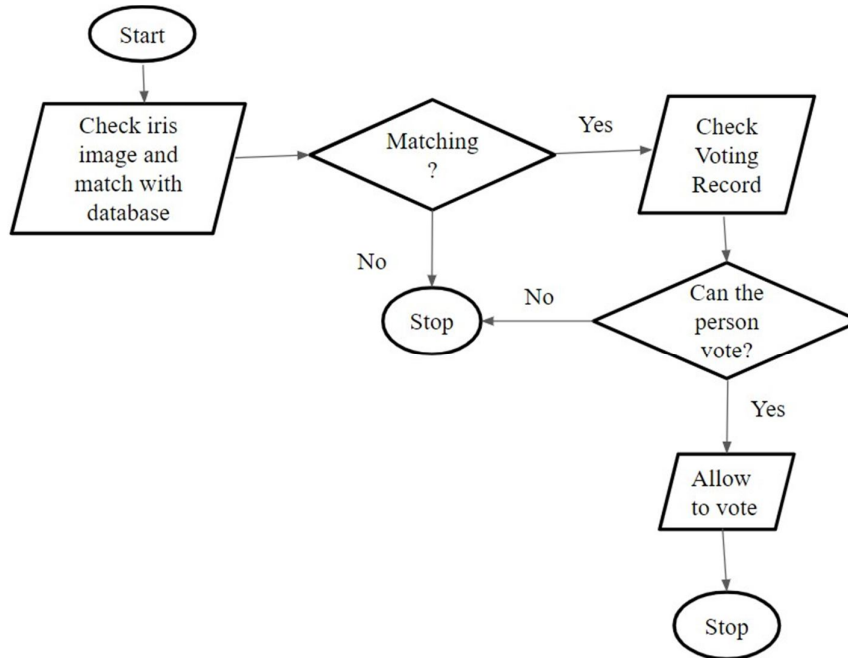 Start
Check iris
image and
match with
database
Matching
?
Yes
Check
Voting
Record
No
Stop
No
Can the
person
vote?
Yes
Allow
to vote
Stop